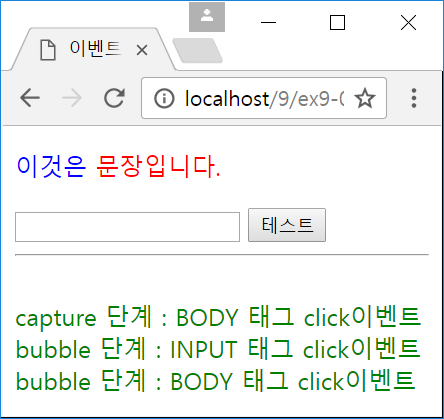 이벤트
localhost/9/ex9-0
이것은 문장입니다.
테스트
capture 단계 : BODY 태그 click이벤트
bubble 단계 : INPUT 태그 click이벤트
bubble 단계 : BODY 태그 click이벤트